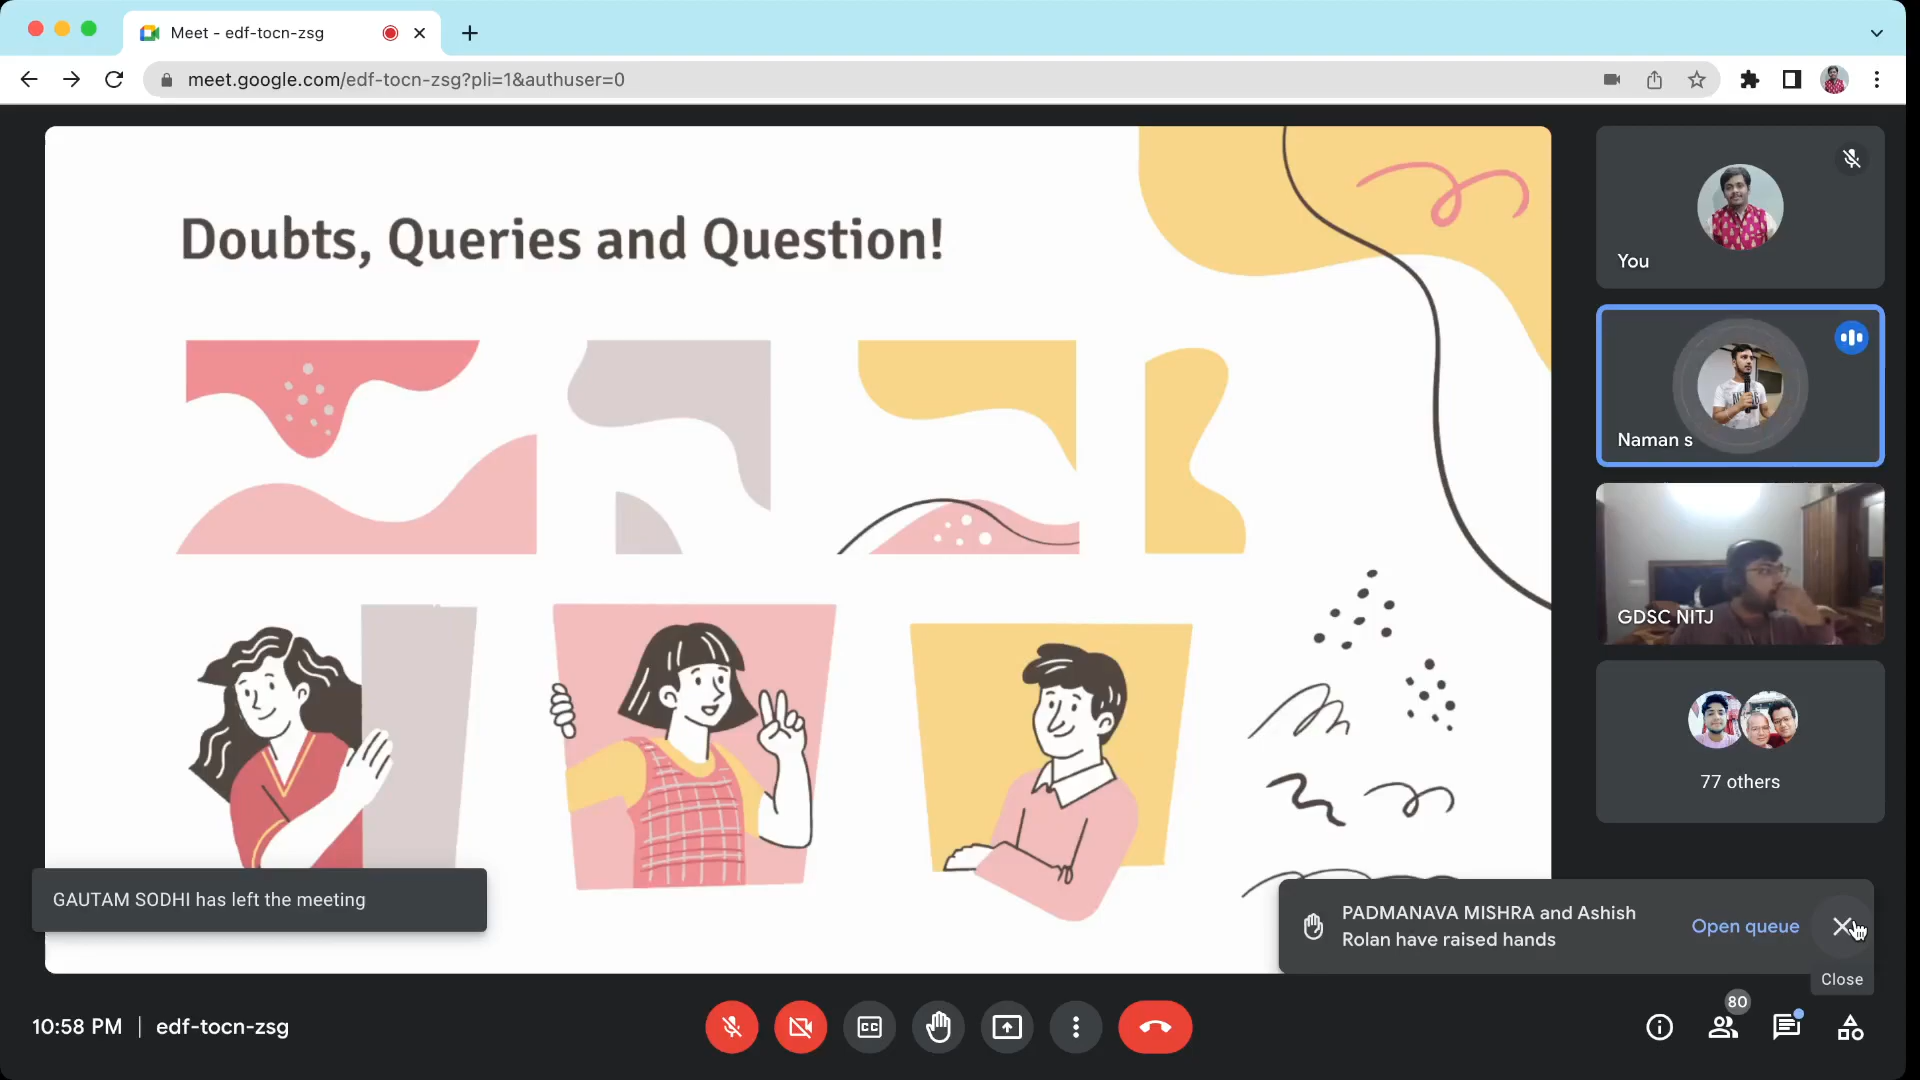 Meet - edf-tocn-zsg
meet.google.com/edf-tocn-zsg?pli=1&authuser=0
Doubts, Queries and Question!
You
Naman s
GDSC NITJ
77 others
GAUTAM SODHI has left the meeting
PADMANAVA MISHRA and Ashish
Rolan have raised hands
Open queue
Close
10:58 PM | edf-tocn-zsg
CC
80